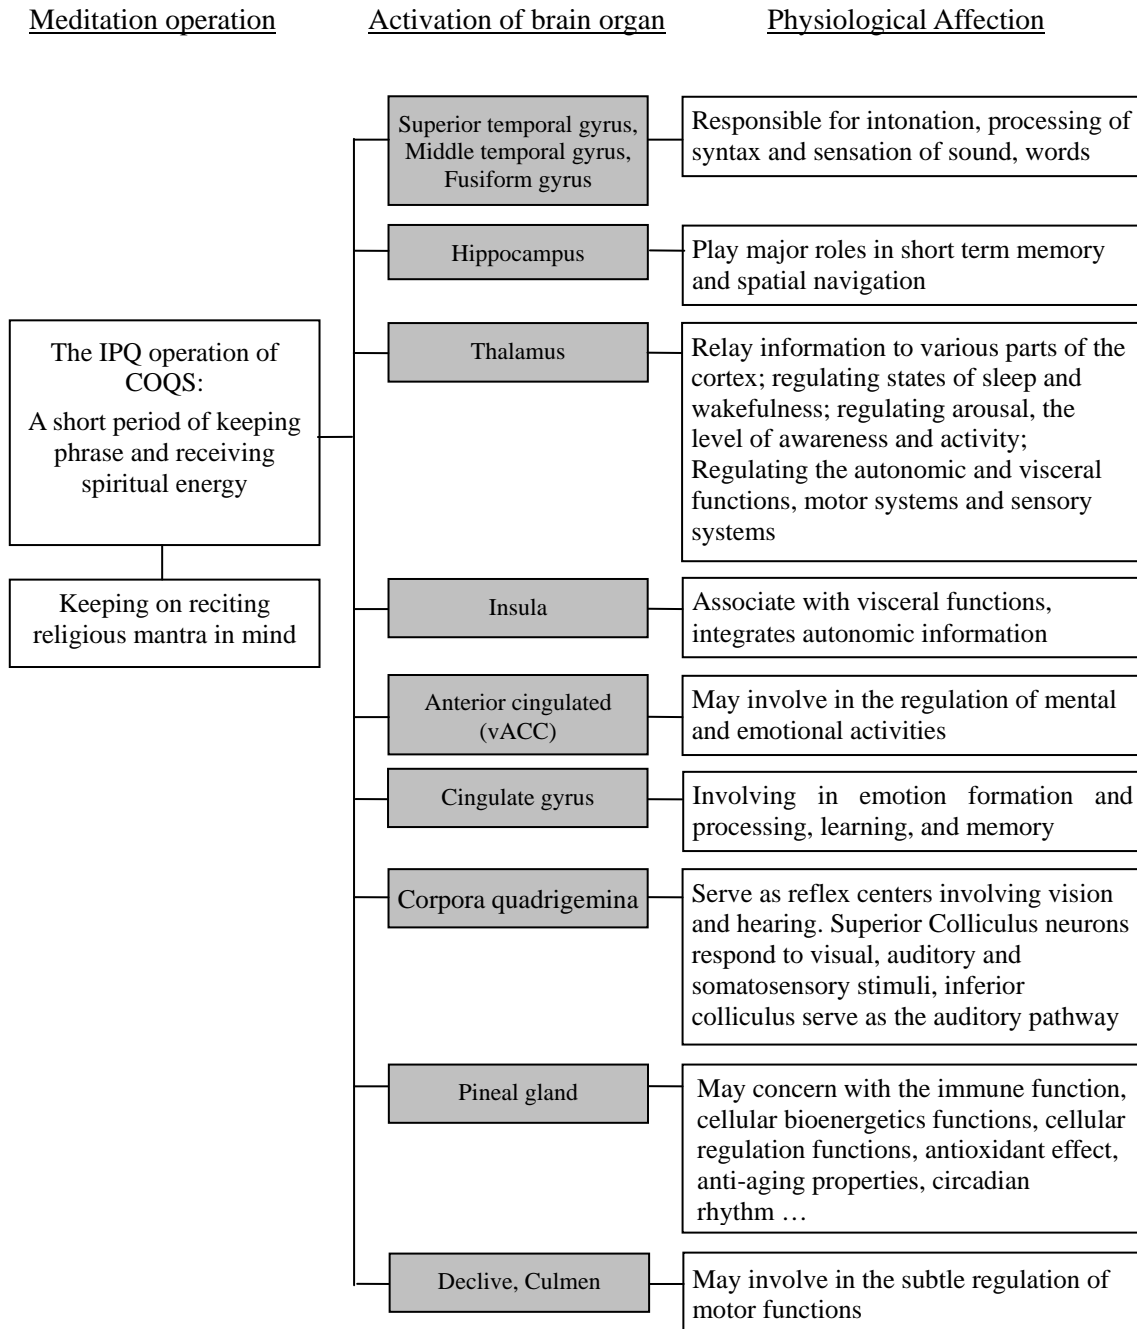 Meditation operation
Activation of brain organ
Physiological Affection
Superior temporal gyrus,
Middle temporal gyrus,
Fusiform gyrus
Responsible for intonation, processing of
syntax and sensation of sound, words
Hippocampus
Play major roles in short term memory
and spatial navigation
The IPQ operation of
COQS:
A short period of keeping
phrase and receiving
spiritual energy
Keeping on reciting
religious mantra in mind
Thalamus
Relay information to various parts of the
cortex; regulating states of sleep and
wakefulness; regulating arousal, the
level of awareness and activity;
Regulating the autonomic and visceral
functions, motor systems and sensory
systems
Insula
Associate with visceral functions,
integrates autonomic information
Anterior cingulated
(vACC)
May involve in the regulation of mental
and emotional activities
Cingulate gyrus
Involving in emotion formation and
processing, learning, and memory
Corpora quadrigemina
Serve as reflex centers involving vision
and hearing. Superior Colliculus neurons
respond to visual, auditory and
somatosensory stimuli, inferior
colliculus serve as the auditory pathway
Pineal gland
May concern with the immune function,
cellular bioenergetics functions, cellular
regulation functions, antioxidant effect,
anti-aging properties, circadian
rhythm …
Declive, Culmen
May involve in the subtle regulation of
motor functions